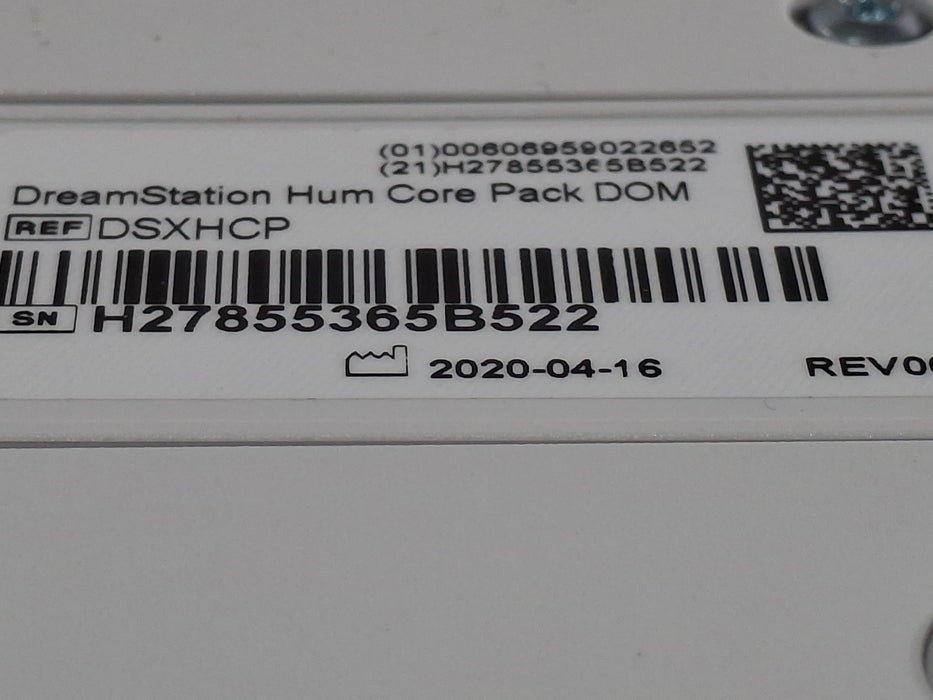 (01)00606959022652
(21)H27855365B522
DreamStation Hum Core Pack DOM
REF DSXHCP
SN H27855365B522
2020-04-16